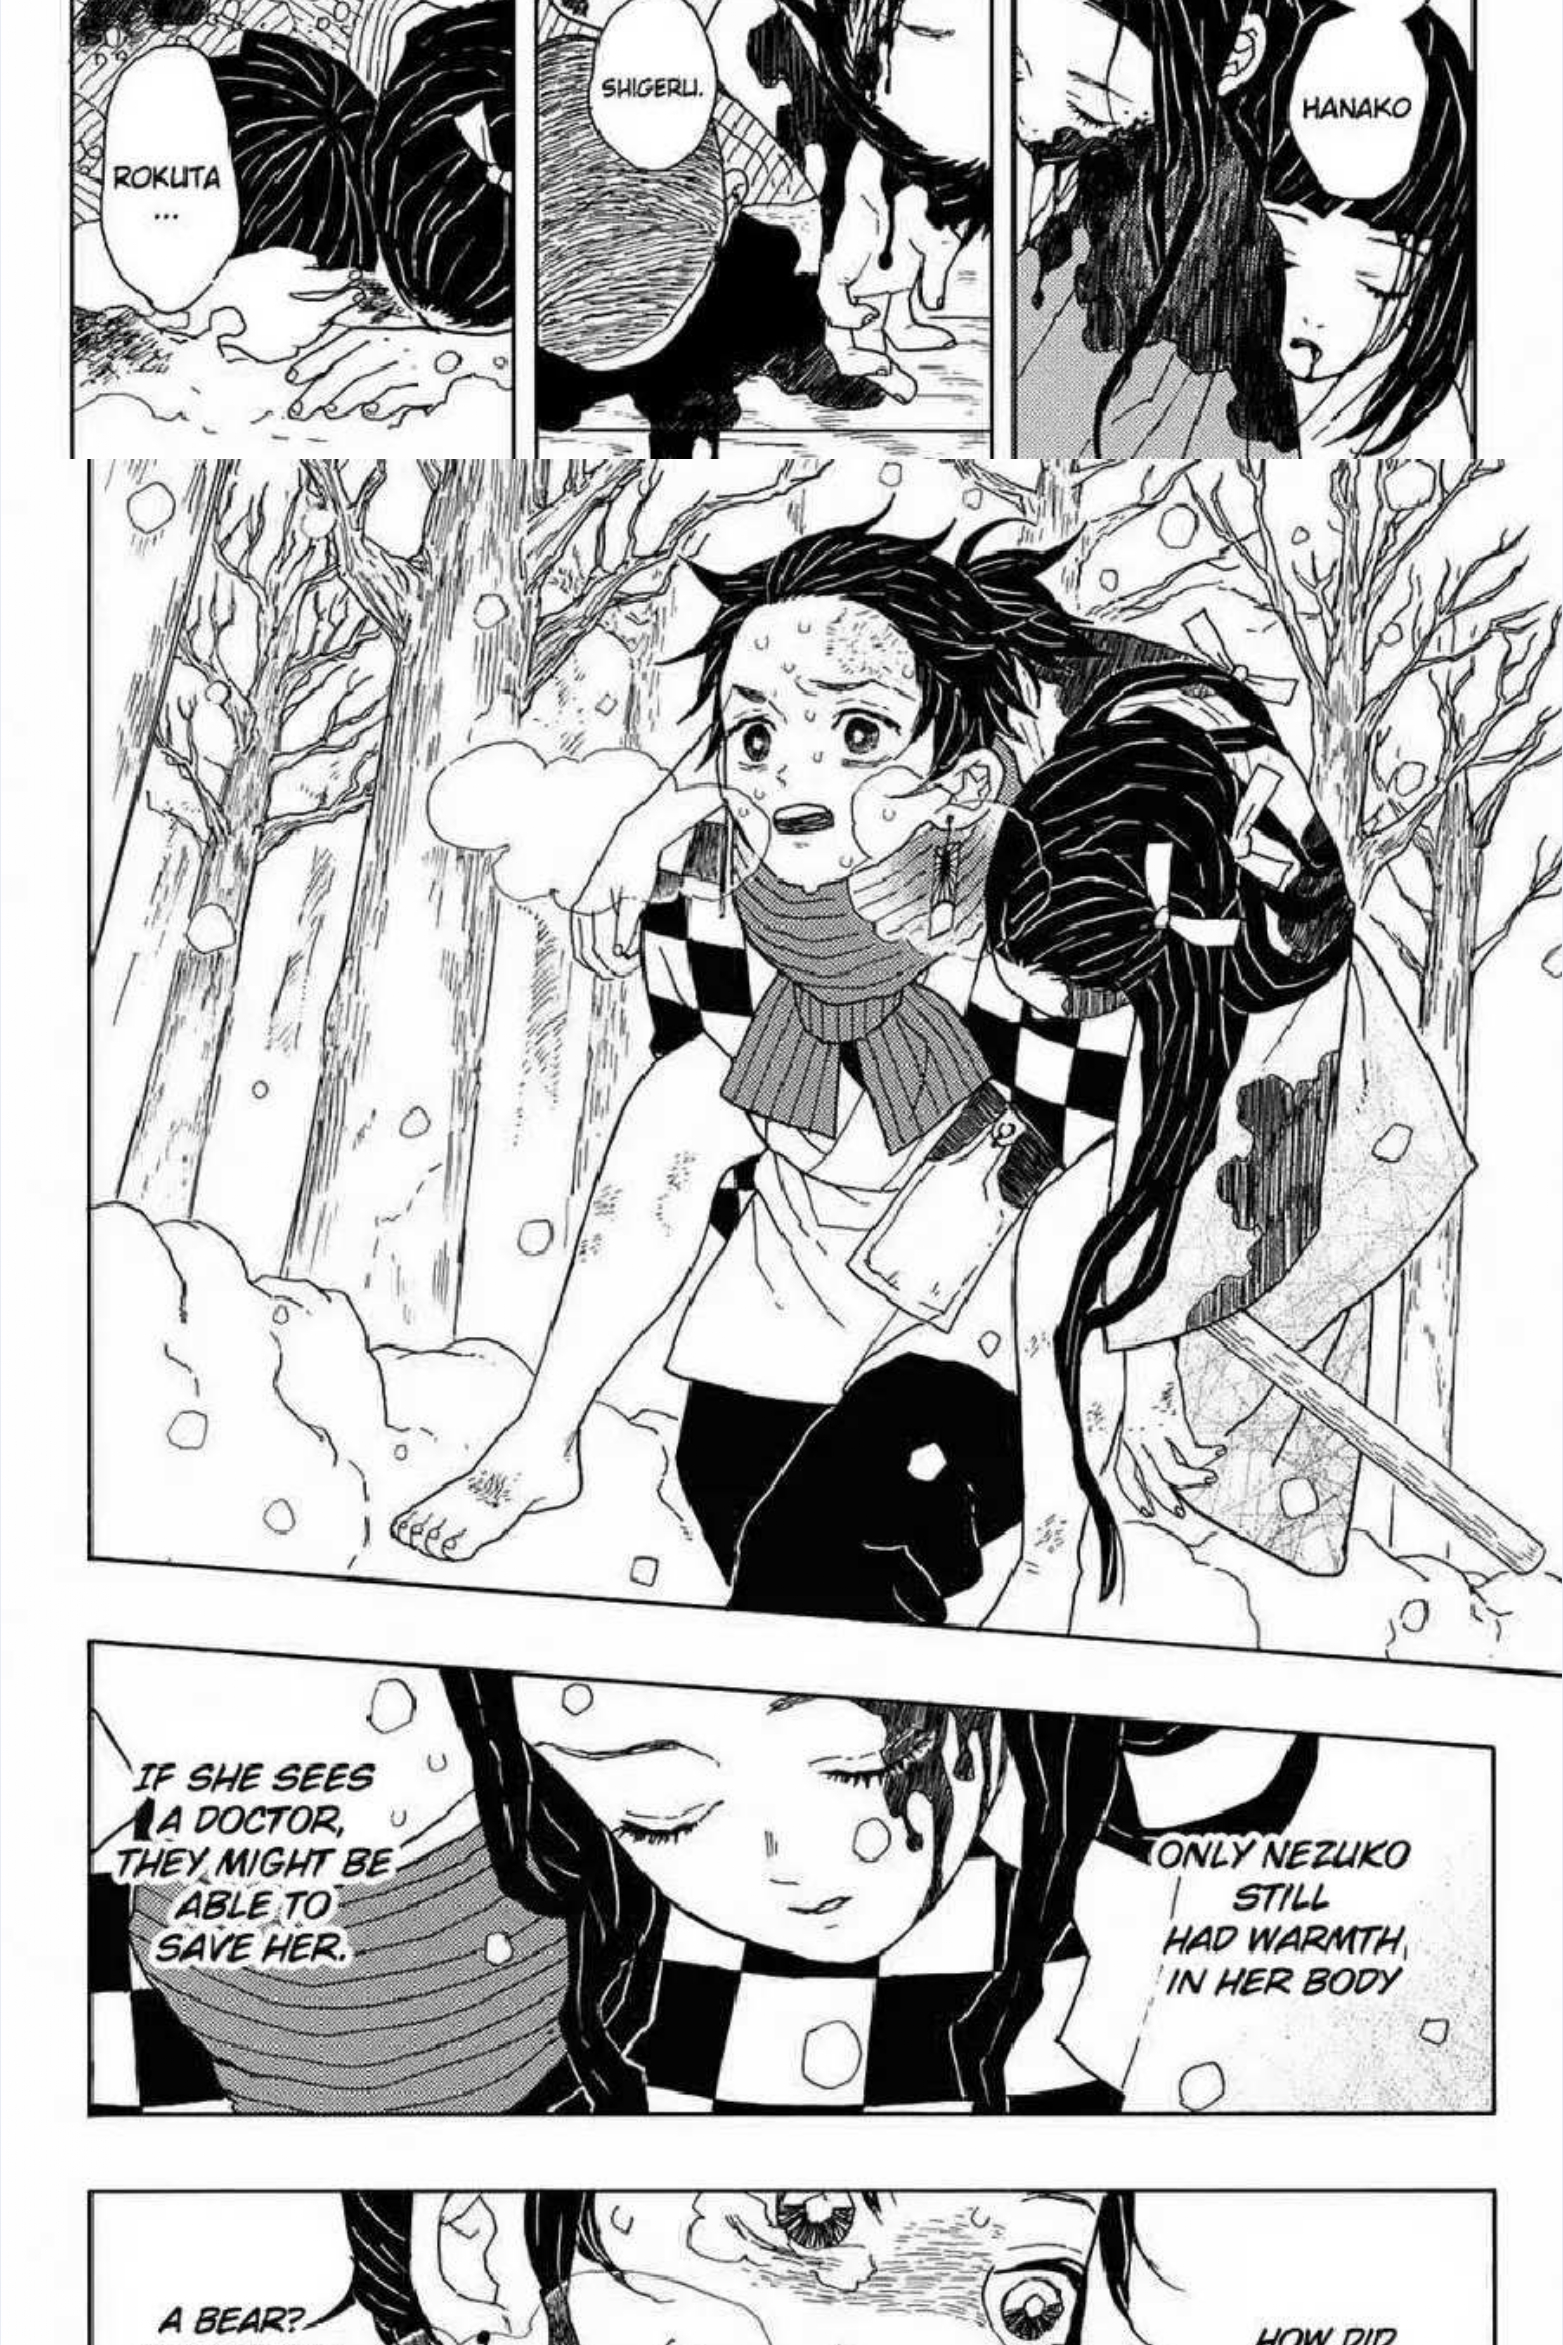 HANAKO
SHIGERU.
ROKUTA
...
ONLY NEZUKO
STILL
HAD WARMTH
IN HER BODY
IF SHE SEES
A DOCTOR,
THEY MIGHT BE
ABLE TO
SAVE HER.
HOW DID
A BEAR?